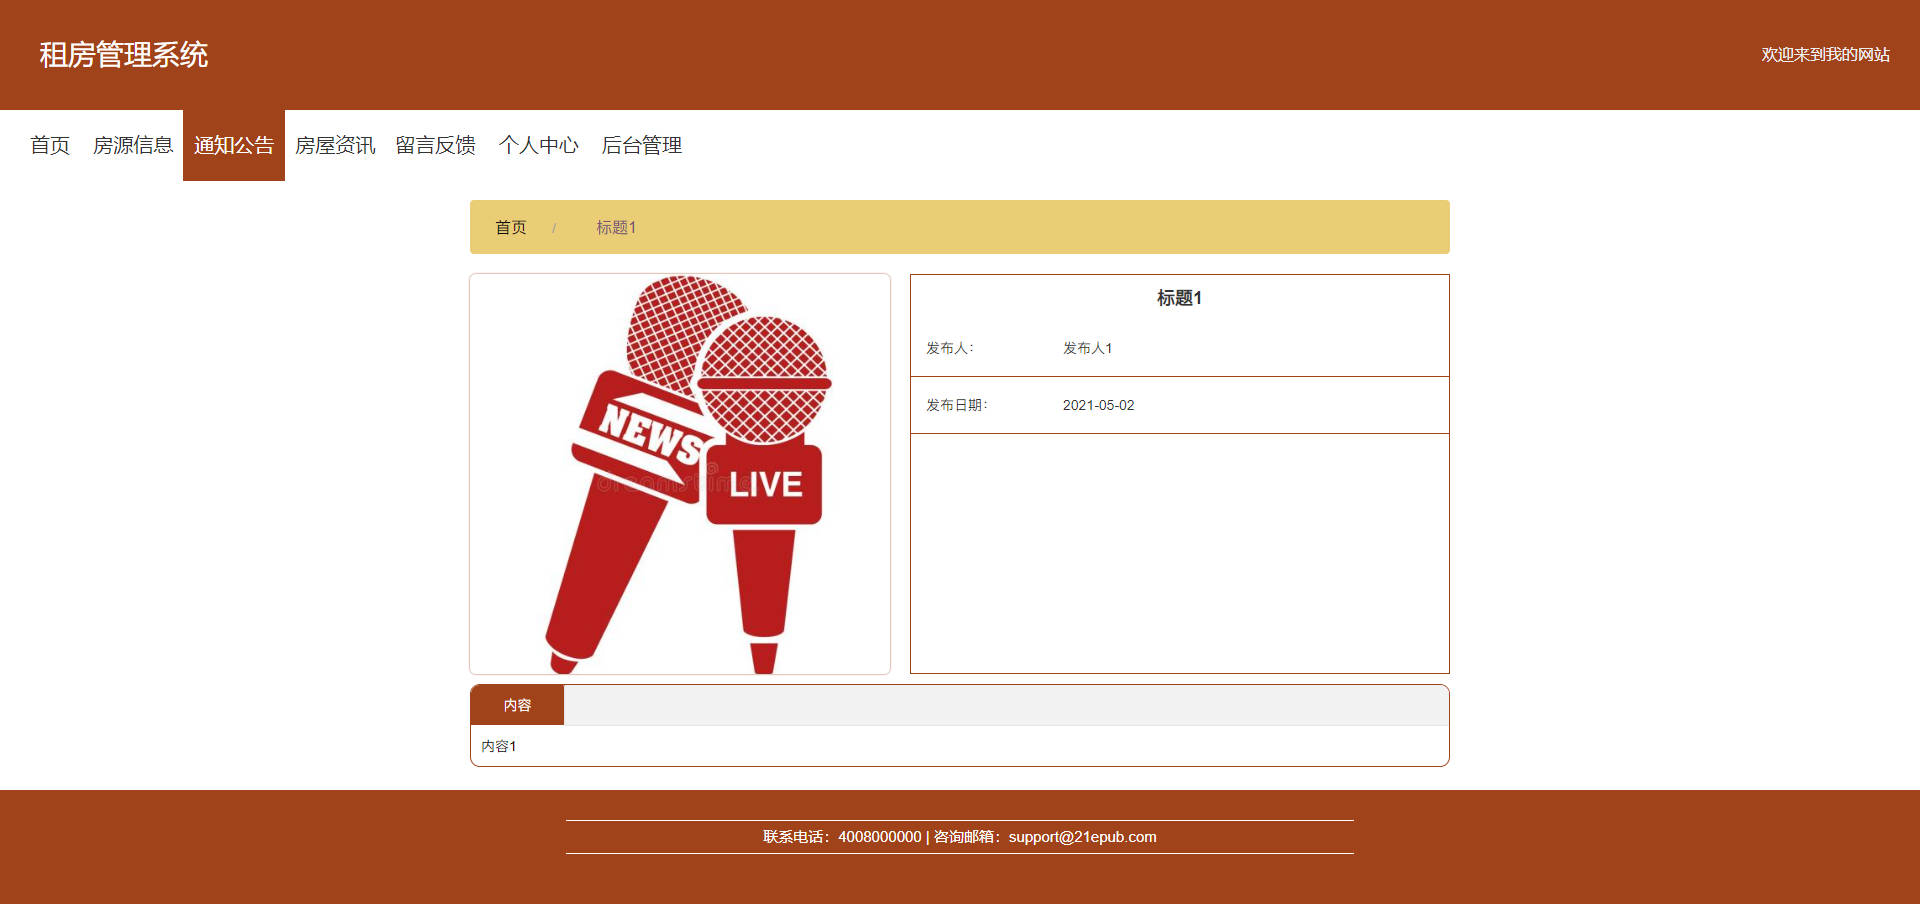 租房管理系统
欢迎来到我的网站
首页 房源信息 通知公告 房屋资讯 留言反馈 个人中心 后台管理
首页 / 标题1
NEWS
LIVE
dreamstime
标题1
发布人： 发布人1
发布日期： 2021-05-02
内容
内容1
联系电话：4008000000 | 咨询邮箱：support@21epub.com